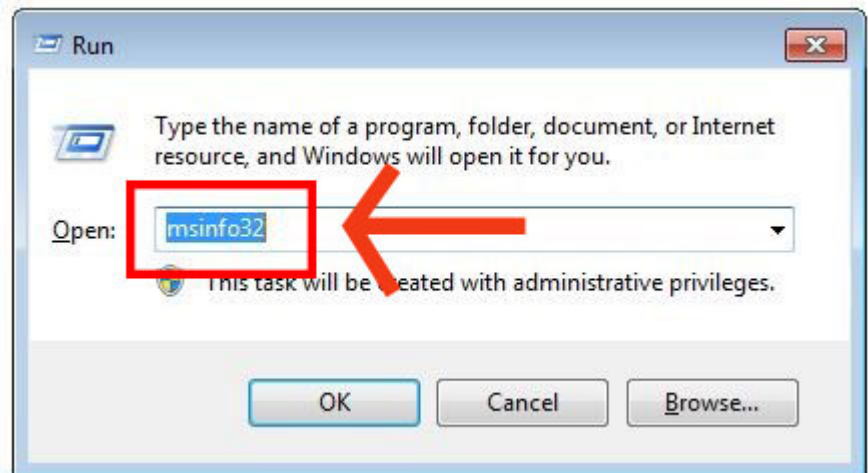 Run
Type the name of a program, folder, document, or Internet
resource, and Windows will open it for you.
Open: msinfo32
This task will be created with administrative privileges.
OK Cancel Browse...